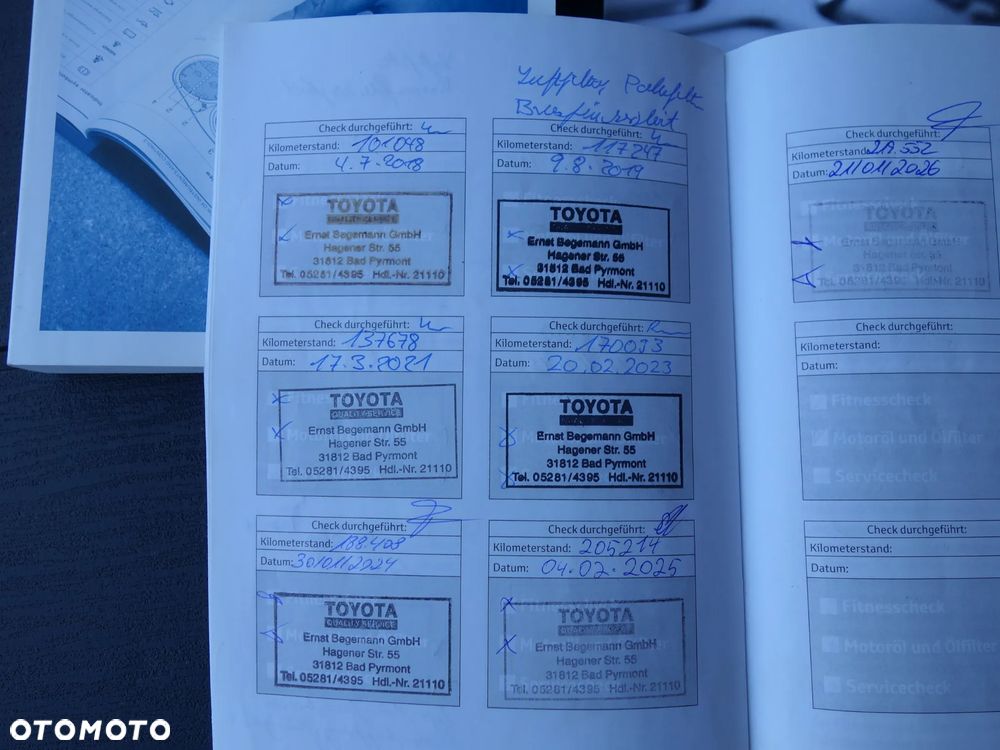 Check durchgeführt:
Kilometerstand: 101048
Datum: 4.7.2018
TOYOTA
QUALITY-SERVICE
Ernst Begemann GmbH
Hagener Str. 55
31812 Bad Pyrmont
Tel. 05281/4395 Hdl.-Nr. 21110
Check durchgeführt:
Kilometerstand: 117247
Datum: 9.8.2019
TOYOTA
Ernst Begemann GmbH
Hagener Str. 55
31812 Bad Pyrmont
Tel. 05281/4395 Hdl.-Nr. 21110
Check durchgeführt:
Kilometerstand: 137678
Datum: 17.3.2021
TOYOTA
QUALITY-SERVICE
Ernst Begemann GmbH
Hagener Str. 55
31812 Bad Pyrmont
Tel. 05281/4395 Hdl.-Nr. 21110
Check durchgeführt:
Kilometerstand: 170093
Datum: 20.02.2023
TOYOTA
Ernst Begemann GmbH
Hagener Str. 55
31812 Bad Pyrmont
Tel. 05281/4395 Hdl.-Nr. 21110
Check durchgeführt:
Kilometerstand: 188.408
Datum: 30/01/2024
TOYOTA
QUALITY-SERVICE
Ernst Begemann GmbH
Hagener Str. 55
31812 Bad Pyrmont
Tel. 05281/4395 Hdl.-Nr. 21110
Check durchgeführt:
Kilometerstand: 205214
Datum: 04.02.2025
TOYOTA
Ernst Begemann GmbH
Hagener Str. 55
31812 Bad Pyrmont
Tel. 05281/4395 Hdl.-Nr. 21110
Check durchgeführt:
Kilometerstand:
Datum: 21/01/2026
TOYOTA
Tel. 05281/4395 Hdl.-Nr. 21110
Check durchgeführt:
Kilometerstand:
Datum:
Fitnesscheck
Motoröl und Ölfilter
Servicecheck
Check durchgeführt:
Kilometerstand:
Datum:
Fitnesscheck
Motoröl und Ölfilter
Servicecheck
OTOMOTO